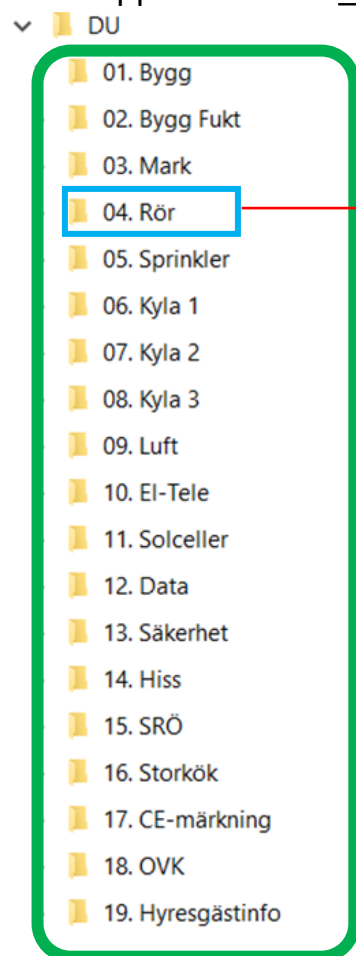 DU
01. Bygg
02. Bygg Fukt
03. Mark
04. Rör
05. Sprinkler
06. Kyla 1
07. Kyla 2
08. Kyla 3
09. Luft
10. El-Tele
11. Solceller
12. Data
13. Säkerhet
14. Hiss
15. SRÖ
16. Storkök
17. CE-märkning
18. OVK
19. Hyresgästinfo